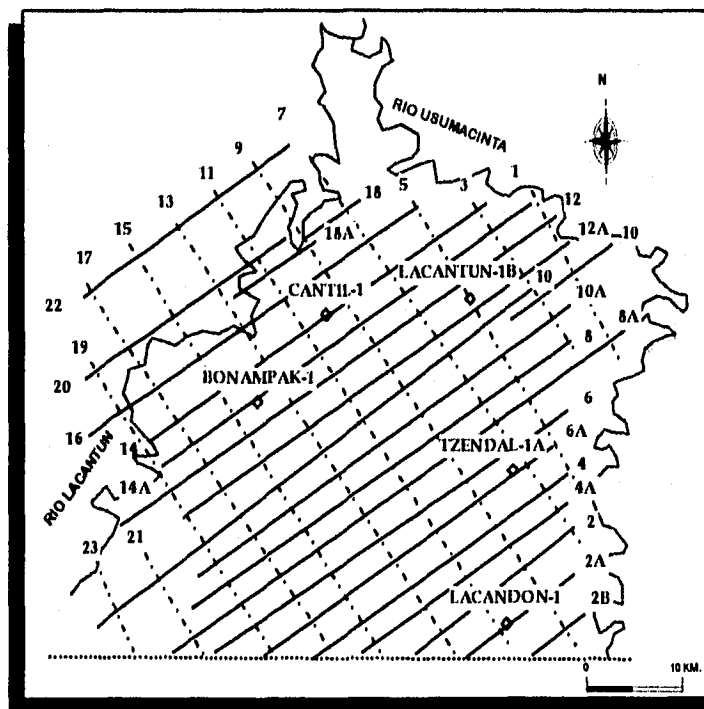 N
RIO USUMACINTA
7
9
11
13
15
17
22
19
20
16
18
5
3
1
12
18A
12A
10
CANTIL-1
LACANTUN-1B
10
10A
8A
8
BONAMPAK-1
6
6A
14
TZENDAL-1A
4
14A
4A
RIO LACANTUN
2
23
21
2A
LACANDON-1
2B
0
10 KM.